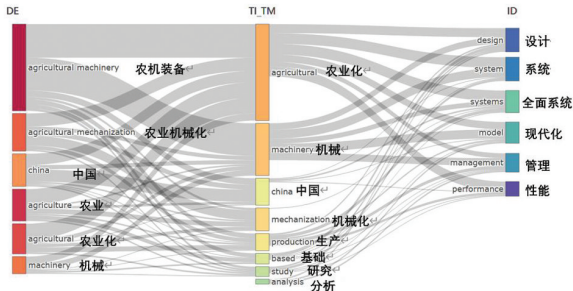 DE
TI_TM
ID
agricultural machinery 农机装备
agricultural mechanization 农业机械化
china 中国
agriculture 农业
agricultural 农业化
machinery 机械
agricultural 农业化
machinery 机械
china 中国
mechanization 机械化
production 生产
based 基础
study 研究
analysis 分析
design 设计
system 系统
systems 全面系统
model 现代化
management 管理
performance 性能